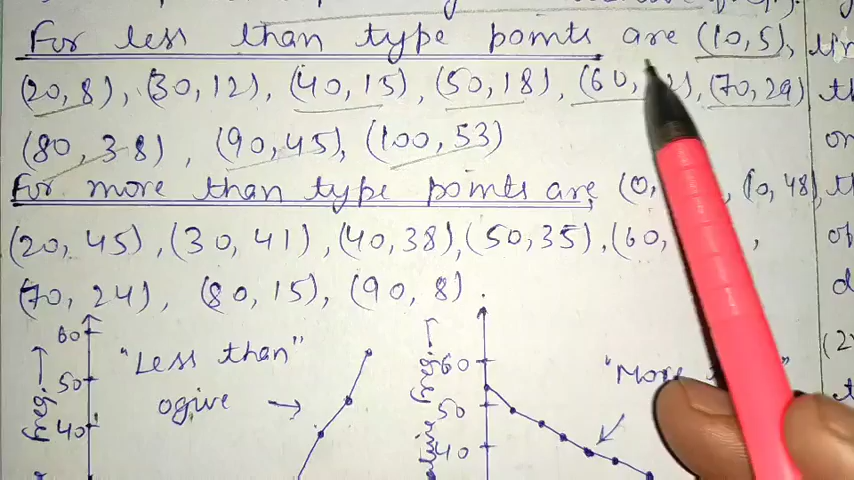 For less than type points are (10,5),
(20,8), (30,12), (40,15), (50,18), (60, 2), (70,29)
(80,38), (90,45), (100,53)
For more than type points are (0, , (10,48),
(20,45), (30,41), (40,38), (50,35), (60, ,
(70,24), (80,15), (90,8)
60
50
40
freq.
"Less than"
ogive
60
50
40
freq.
"More
(2)